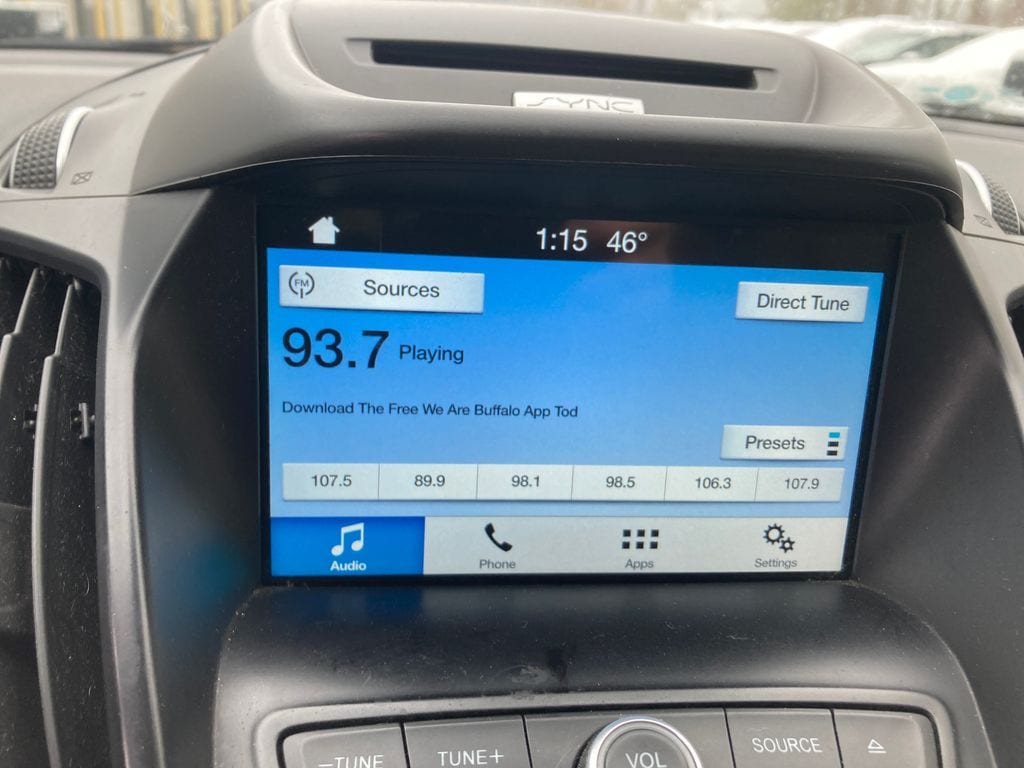 SYNC
1:15 46°
FM Sources
Direct Tune
93.7 Playing
Download The Free We Are Buffalo App Tod
Presets
107.5 89.9 98.1 98.5 106.3 107.9
Audio Phone Apps Settings
–TUNE TUNE+ VOL SOURCE